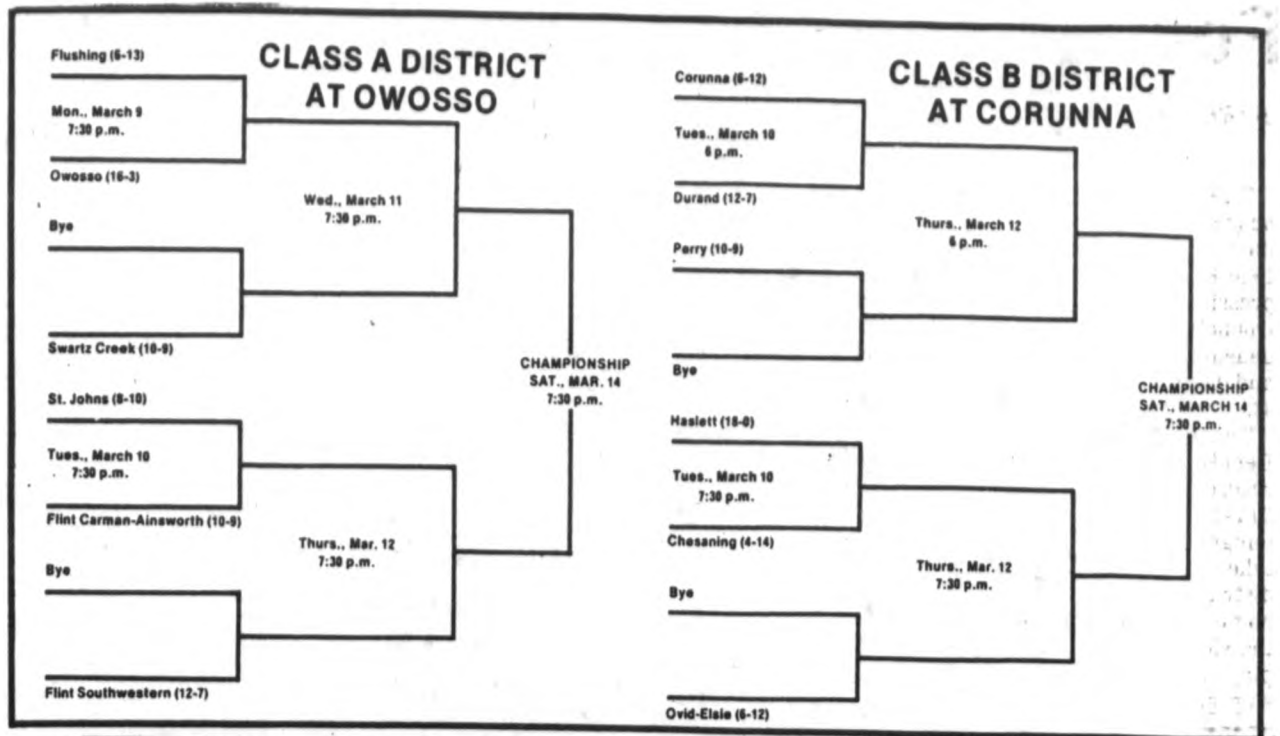 CLASS A DISTRICT
AT OWOSSO
Flushing (6-13)
Mon., March 9
7:30 p.m.
Owosso (16-3)
Wed., March 11
7:30 p.m.
Bye
Swartz Creek (10-9)
CHAMPIONSHIP
SAT., MAR. 14
7:30 p.m.
St. Johns (8-10)
Tues., March 10
7:30 p.m.
Flint Carman-Ainsworth (10-9)
Thurs., Mar. 12
7:30 p.m.
Bye
Flint Southwestern (12-7)
CLASS B DISTRICT
AT CORUNNA
Corunna (6-12)
Tues., March 10
6 p.m.
Durand (12-7)
Thurs., March 12
6 p.m.
Perry (10-9)
Bye
CHAMPIONSHIP
SAT., MARCH 14
7:30 p.m.
Haslett (18-0)
Tues., March 10
7:30 p.m.
Chesaning (4-14)
Thurs., Mar. 12
7:30 p.m.
Bye
Ovid-Elsie (6-12)